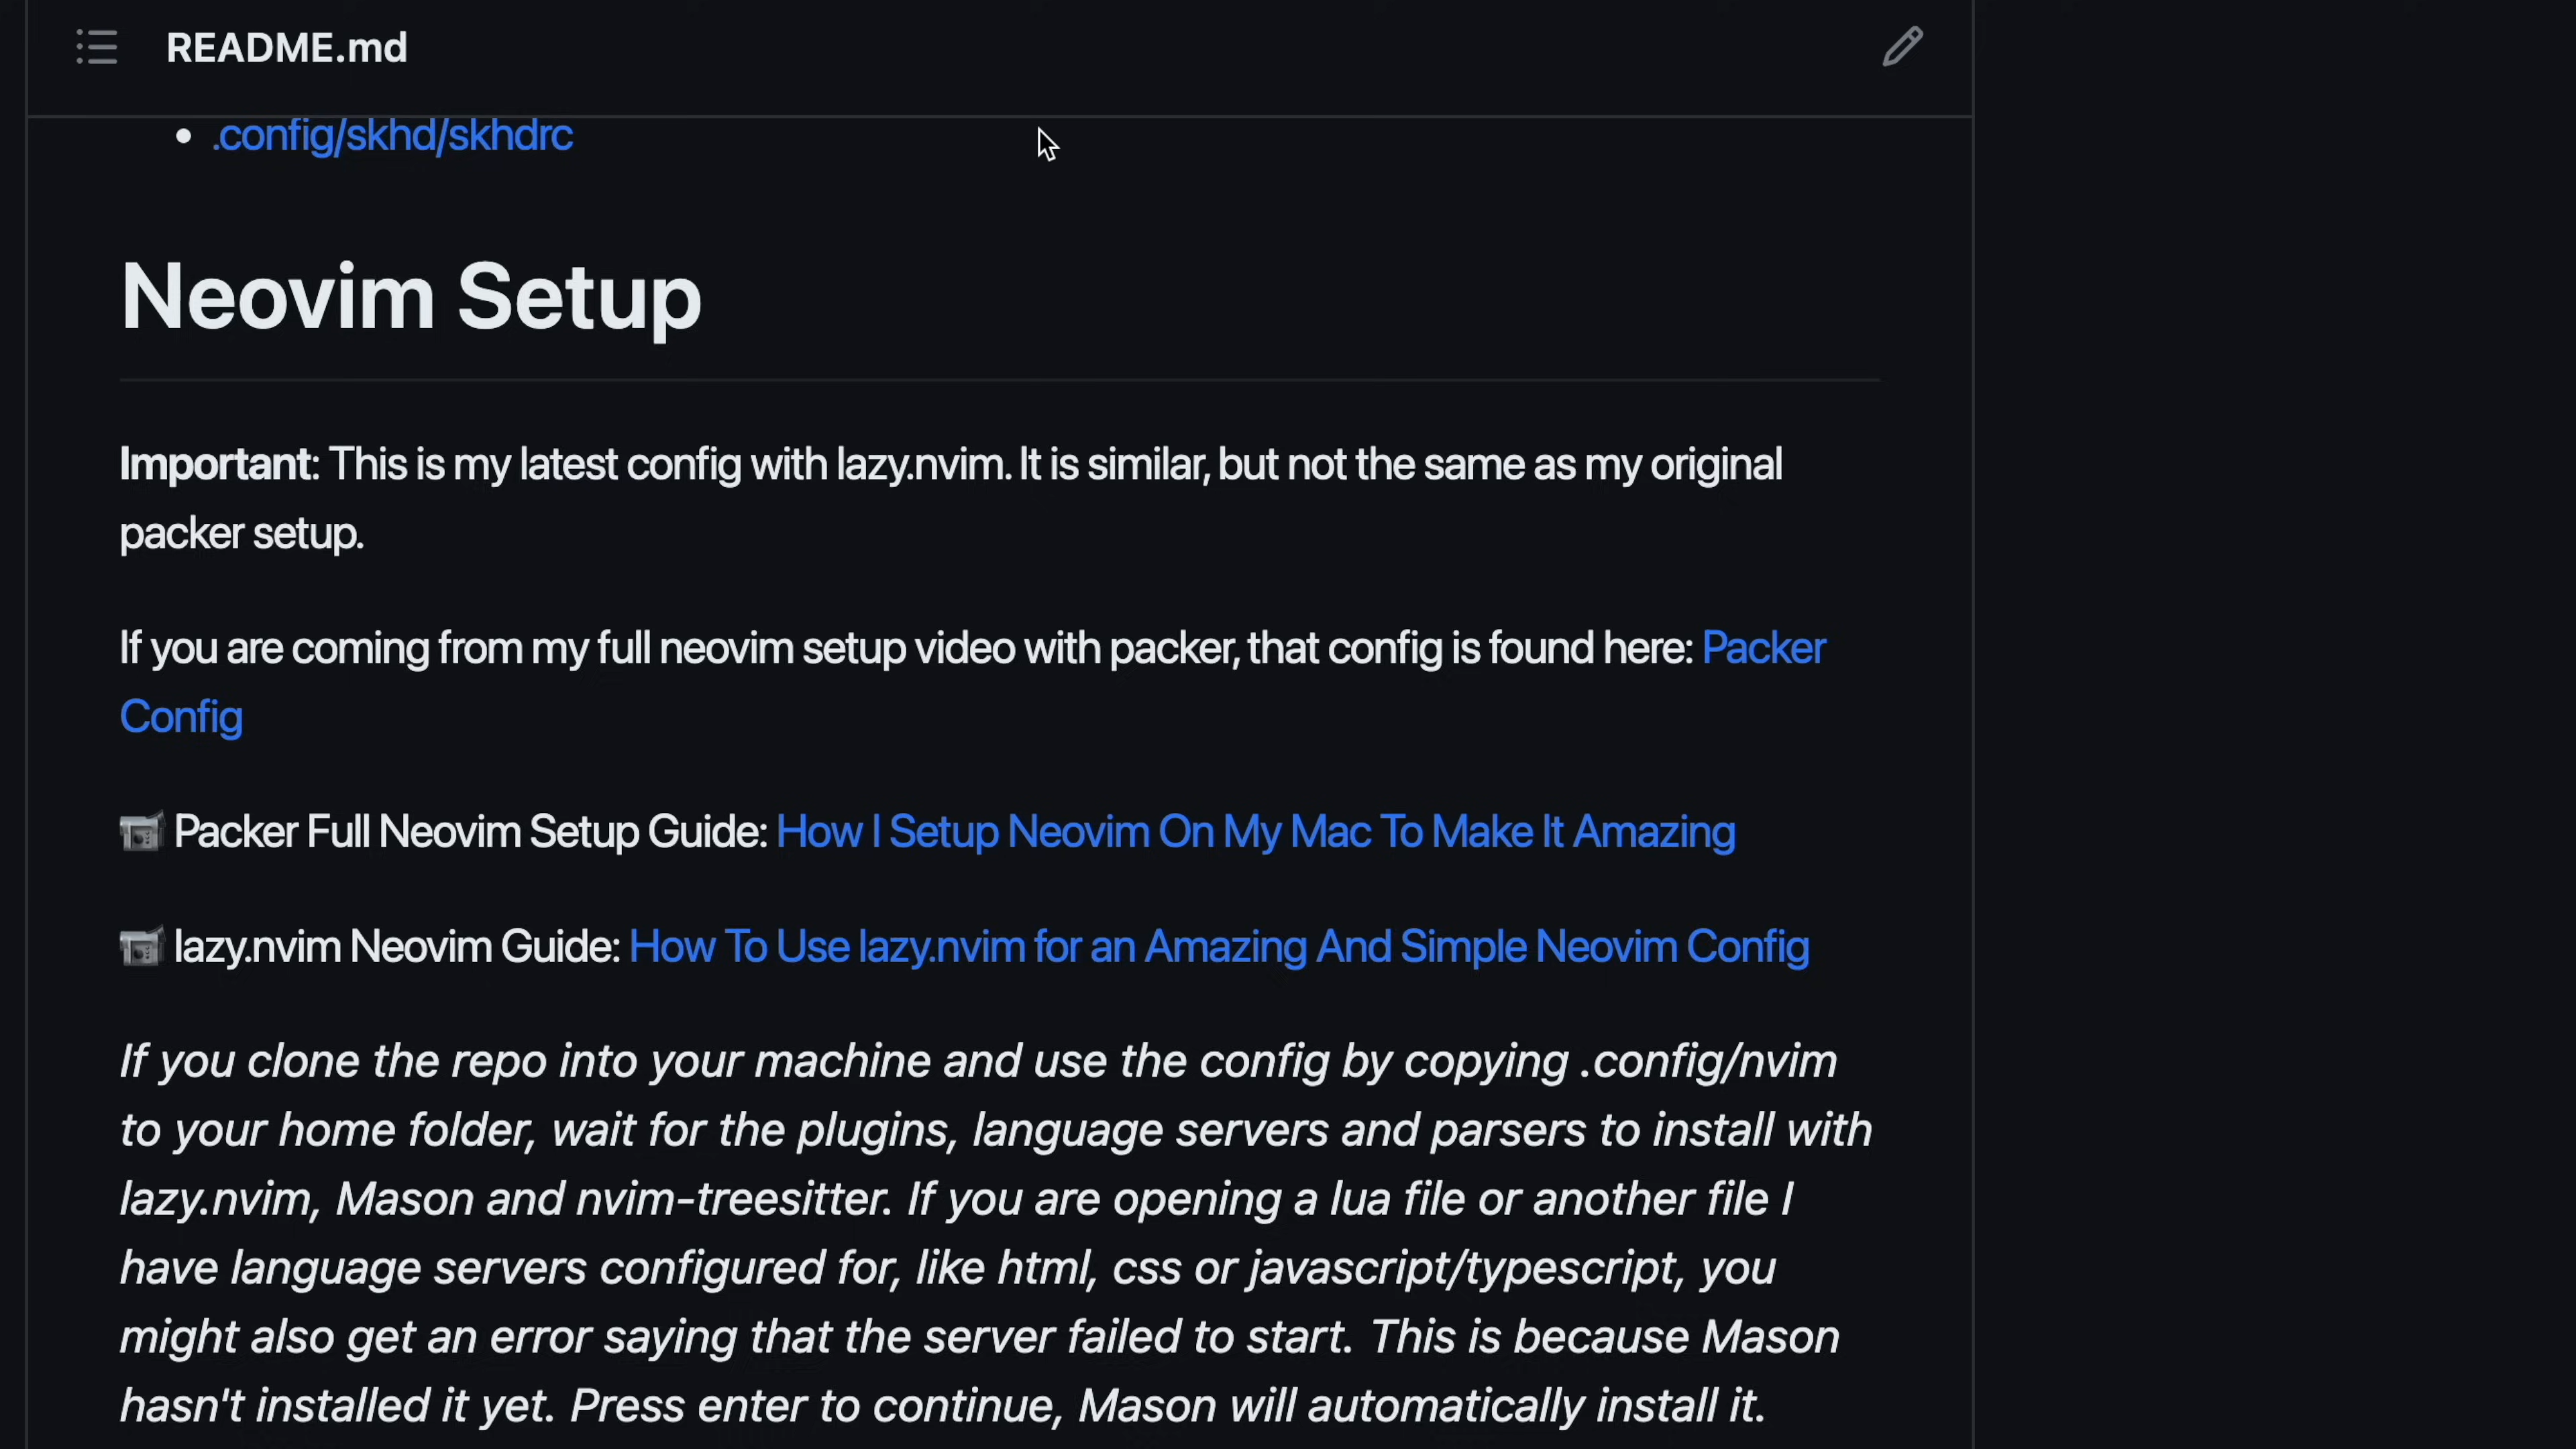 README.md
.config/skhd/skhdrc
Neovim Setup
Important: This is my latest config with lazy.nvim. It is similar, but not the same as my original
packer setup.
If you are coming from my full neovim setup video with packer, that config is found here: Packer
Config
Packer Full Neovim Setup Guide: How I Setup Neovim On My Mac To Make It Amazing
lazy.nvim Neovim Guide: How To Use lazy.nvim for an Amazing And Simple Neovim Config
If you clone the repo into your machine and use the config by copying .config/nvim
to your home folder, wait for the plugins, language servers and parsers to install with
lazy.nvim, Mason and nvim-treesitter. If you are opening a lua file or another file I
have language servers configured for, like html, css or javascript/typescript, you
might also get an error saying that the server failed to start. This is because Mason
hasn't installed it yet. Press enter to continue, Mason will automatically install it.